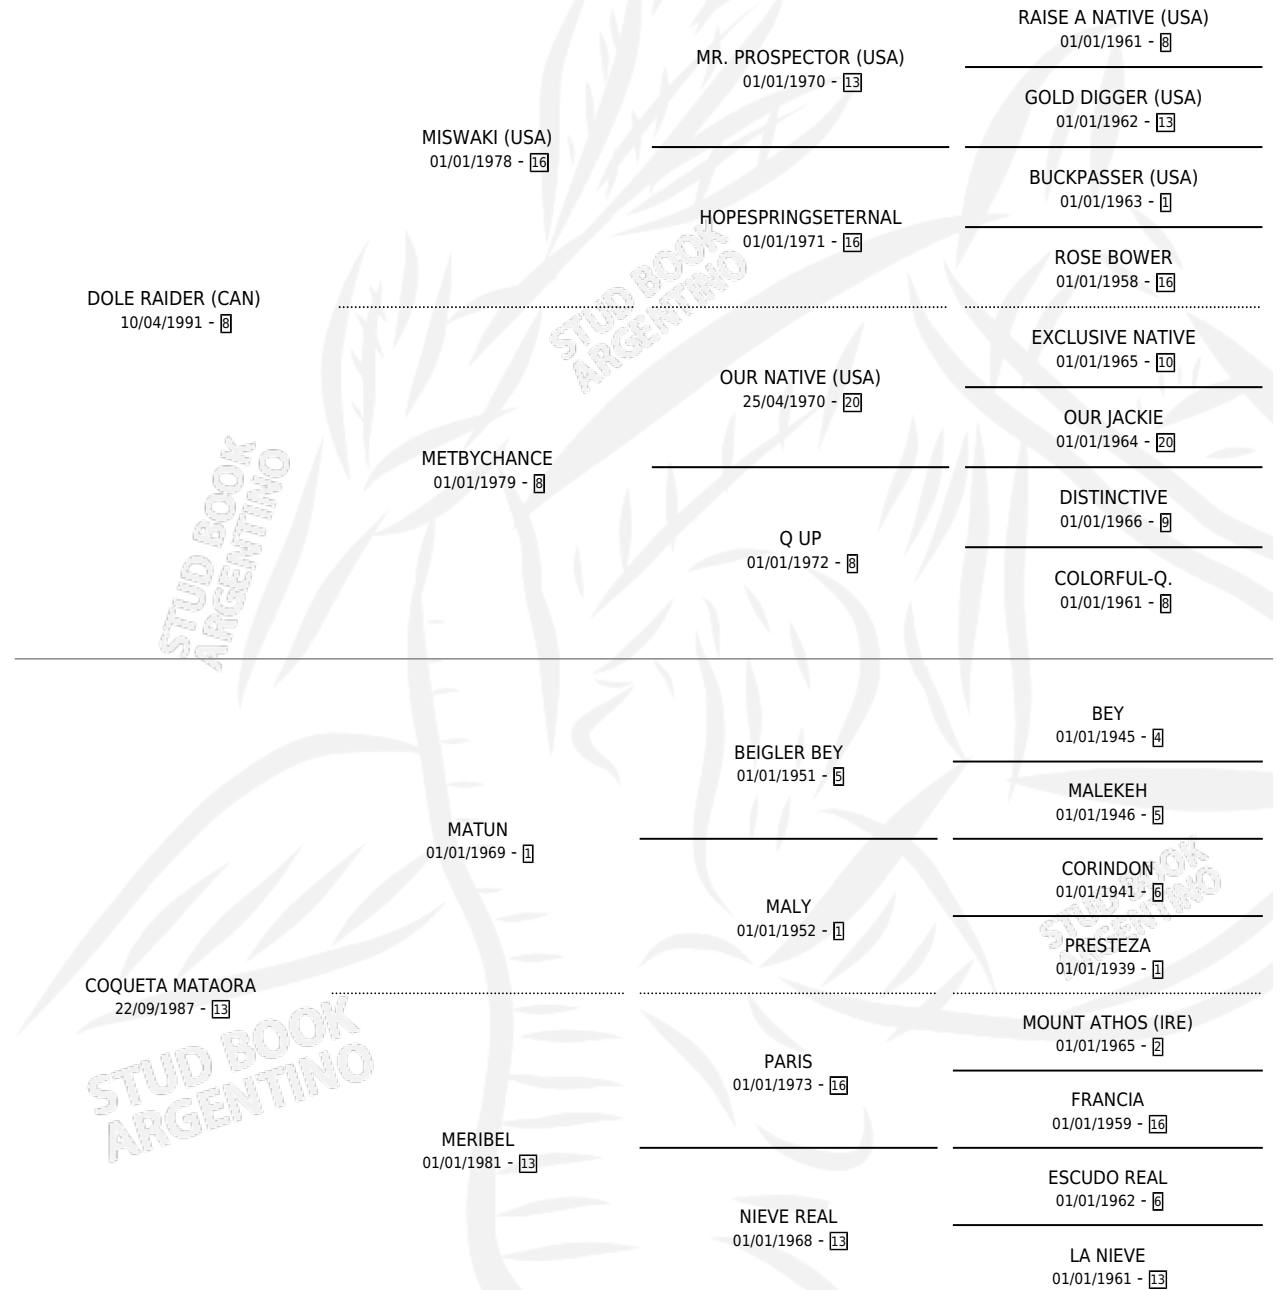 RAISE A NATIVE (USA)
01/01/1961 - 8
MR. PROSPECTOR (USA)
01/01/1970 - 13
GOLD DIGGER (USA)
01/01/1962 - 13
MISWAKI (USA)
01/01/1978 - 16
BUCKPASSER (USA)
01/01/1963 - 1
HOPESPRINGSETERNAL
01/01/1971 - 16
ROSE BOWER
01/01/1958 - 16
DOLE RAIDER (CAN)
10/04/1991 - 8
STUD BOOK
ARGENTINO
EXCLUSIVE NATIVE
01/01/1965 - 10
OUR NATIVE (USA)
25/04/1970 - 20
OUR JACKIE
01/01/1964 - 20
METBYCHANCE
01/01/1979 - 8
DISTINCTIVE
01/01/1966 - 9
Q UP
01/01/1972 - 8
COLORFUL-Q.
01/01/1961 - 8
STUD BOOK
ARGENTINO
BEY
01/01/1945 - 4
BEIGLER BEY
01/01/1951 - 5
MALEKEH
01/01/1946 - 5
MATUN
01/01/1969 - 1
CORINDON
01/01/1941 - 6
MALY
01/01/1952 - 1
PRESTEZA
01/01/1939 - 1
STUD BOOK
ARGENTINO
COQUETA MATAORA
22/09/1987 - 13
MOUNT ATHOS (IRE)
01/01/1965 - 2
PARIS
01/01/1973 - 16
FRANCIA
01/01/1959 - 16
STUD BOOK
ARGENTINO
MERIBEL
01/01/1981 - 13
ESCUDO REAL
01/01/1962 - 6
NIEVE REAL
01/01/1968 - 13
LA NIEVE
01/01/1961 - 13